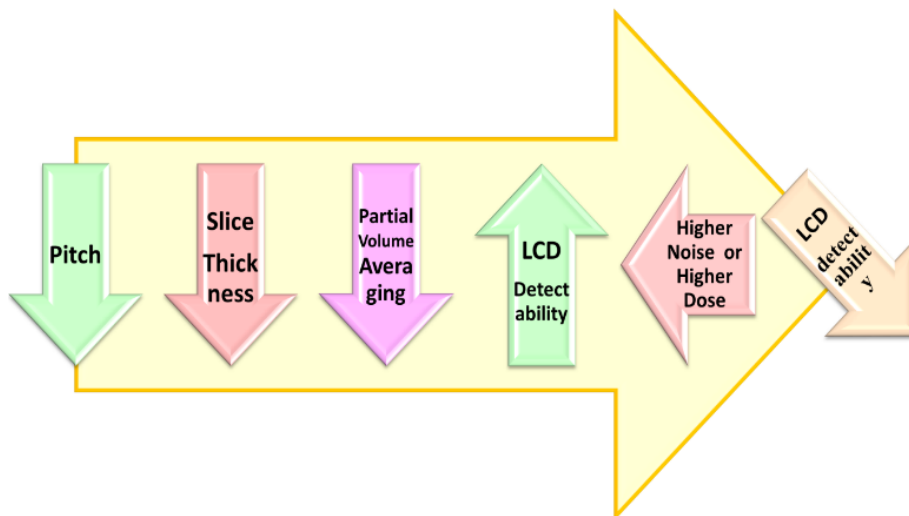 Pitch
Slice
Thick
ness
Partial
Volume
Avera
ging
LCD
Detect
ability
Higher
Noise or
Higher
Dose
LCD
detect
abilit
y